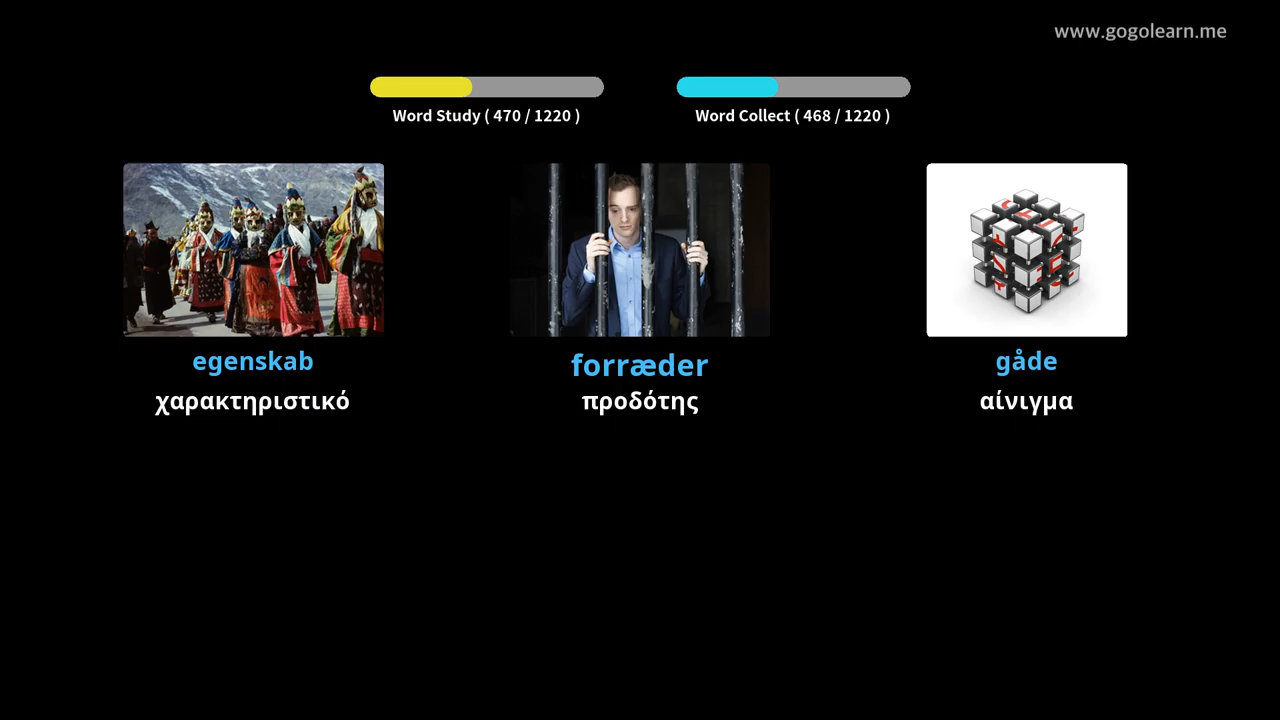 www.gogolearn.me
Word Study ( 470 / 1220 )
Word Collect ( 468 / 1220 )
egenskab
χαρακτηριστικό
forræder
προδότης
gåde
αίνιγμα